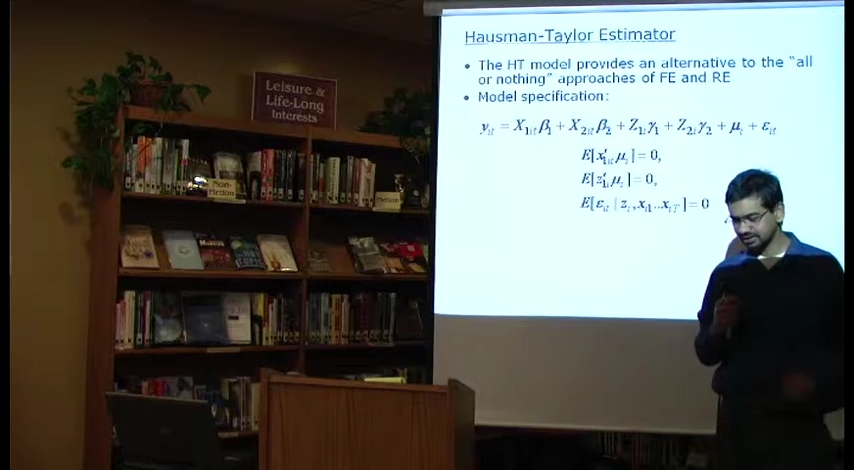 Hausman-Taylor Estimator
• The HT model provides an alternative to the “all
or nothing” approaches of FE and RE
• Model specification:
y_it = X_1it β_1 + X_2it β_2 + Z_1i γ_1 + Z_2i γ_2 + μ_i + ε_it
E[x′_1it μ_i] = 0,
E[z′_1i μ_i] = 0,
E[ε_it | z_i, x_i1..x_iT] = 0
Leisure &
Life-Long
Interests
Non-
Fiction